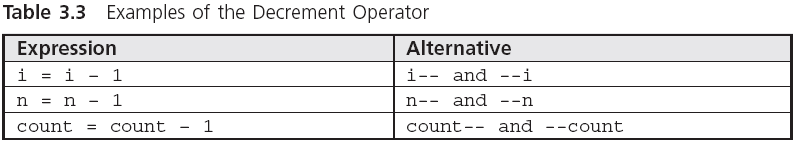 Table 3.3 Examples of the Decrement Operator
Expression Alternative
i = i - 1 i-- and --i
n = n - 1 n-- and --n
count = count - 1 count-- and --count